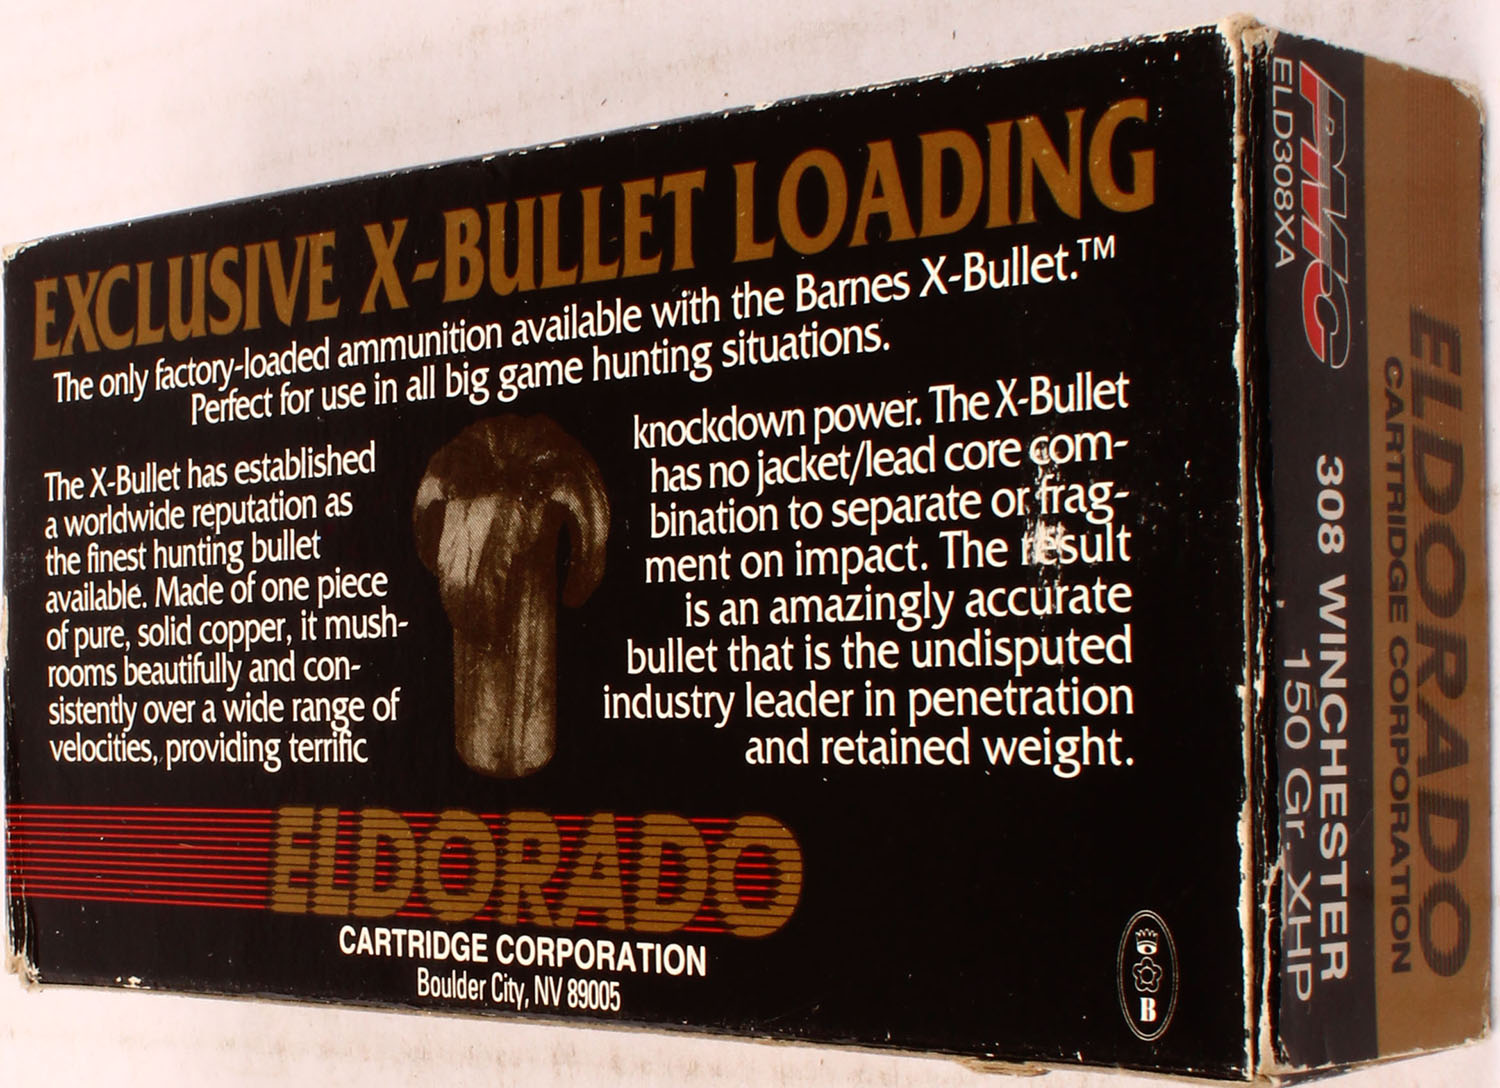 EXCLUSIVE X-BULLET LOADING
The only factory-loaded ammunition available with the Barnes X-Bullet.™
Perfect for use in all big game hunting situations.
The X-Bullet has established
a worldwide reputation as
the finest hunting bullet
available. Made of one piece
of pure, solid copper, it mush-
rooms beautifully and con-
sistently over a wide range of
velocities, providing terrific
knockdown power. The X-Bullet
has no jacket/lead core com-
bination to separate or frag-
ment on impact. The result
is an amazingly accurate
bullet that is the undisputed
industry leader in penetration
and retained weight.
ELDORADO
CARTRIDGE CORPORATION
Boulder City, NV 89005
B
PMC
ELD308XA
308 WINCHESTER
150 Gr. XHP
ELDORADO
CARTRIDGE CORPORATION